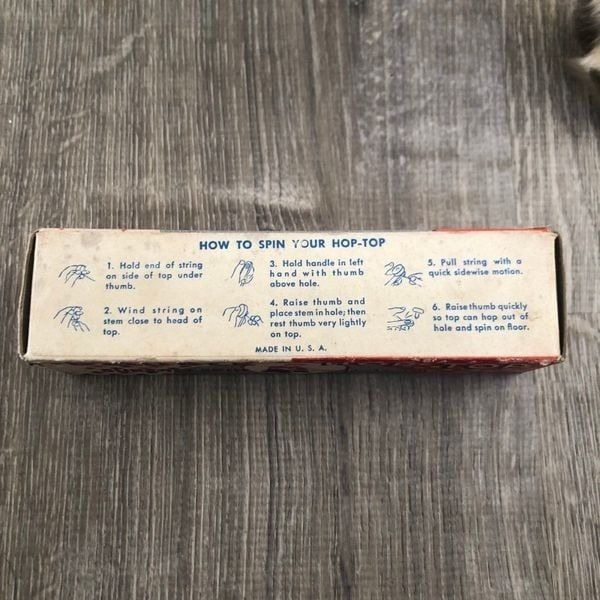 HOW TO SPIN YOUR HOP-TOP
1. Hold end of string
on side of top under
thumb.
2. Wind string on
stem close to head of
top.
3. Hold handle in left
hand with thumb
above hole.
4. Raise thumb and
place stem in hole; then
rest thumb very lightly
on top.
5. Pull string with a
quick sidewise motion.
6. Raise thumb quickly
so top can hop out of
hole and spin on floor.
MADE IN U. S. A.